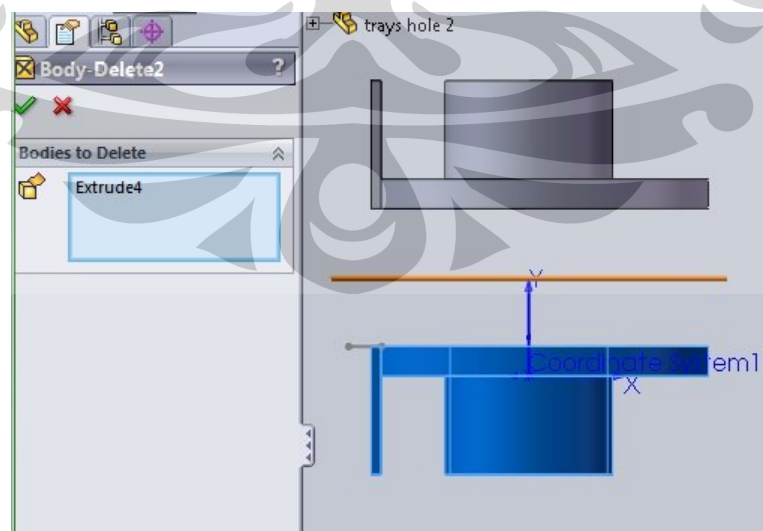 trays hole 2
Body-Delete2 ?
Bodies to Delete
Extrude4
Y
Coordinate System1
X